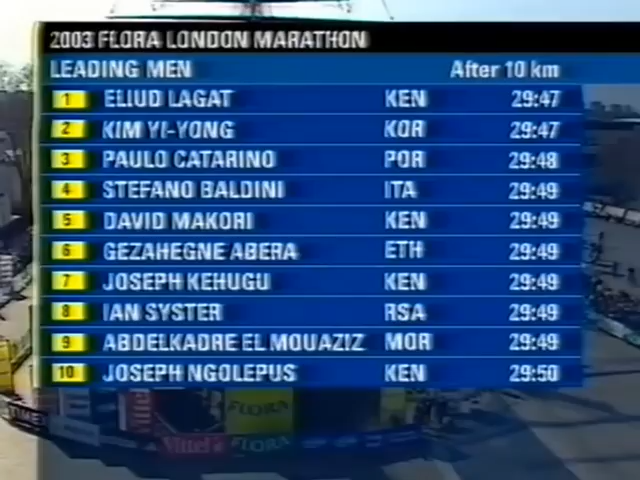 2003 FLORA LONDON MARATHON
LEADING MEN After 10 km
1 ELIUD LAGAT KEN 29:47
2 KIM YI-YONG KOR 29:47
3 PAULO CATARINO POR 29:48
4 STEFANO BALDINI ITA 29:49
5 DAVID MAKORI KEN 29:49
6 GEZAHEGNE ABERA ETH 29:49
7 JOSEPH KEHUGU KEN 29:49
8 IAN SYSTER RSA 29:49
9 ABDELKADRE EL MOUAZIZ MOR 29:49
10 JOSEPH NGOLEPUS KEN 29:50
FLORA
Vittel
FLORA